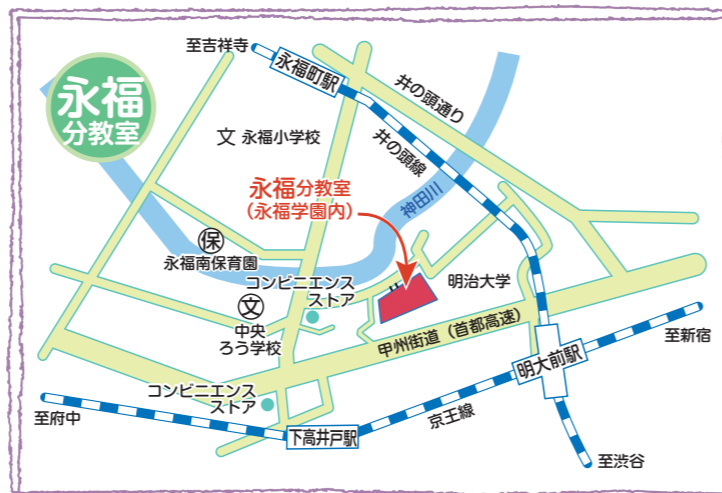 至吉祥寺
永福町駅
永福
分教室
井の頭通り
文 永福小学校
井の頭線
永福分教室
(永福学園内)
神田川
保
永福南保育園
コンビニエンス
ストア
明治大学
文
中央
ろう学校
甲州街道(首都高速)
至新宿
明大前駅
コンビニエンス
ストア
至府中
京王線
下高井戸駅
至渋谷